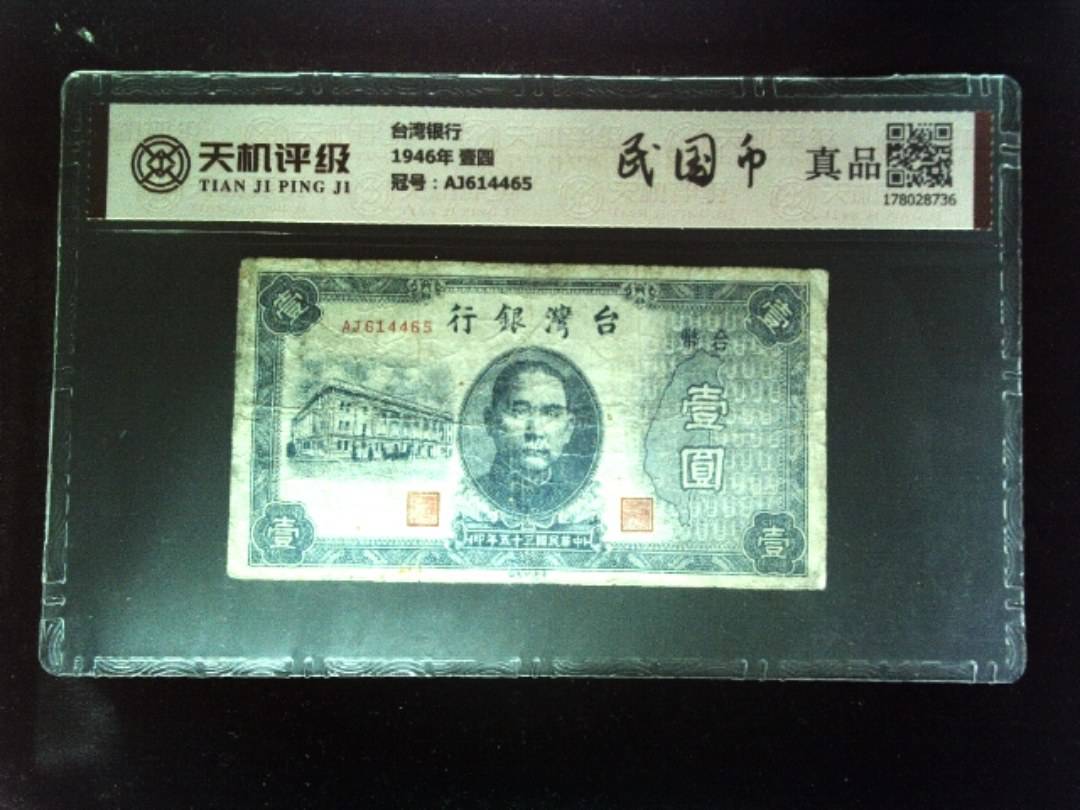 天机评级
TIAN JI PING JI
台湾银行
1946年 壹圆
冠号：AJ614465
民国币
真品
178028736
壹
壹
AJ614465
行銀灣台
幣台
壹圓
印年五十三國民華中
壹
壹